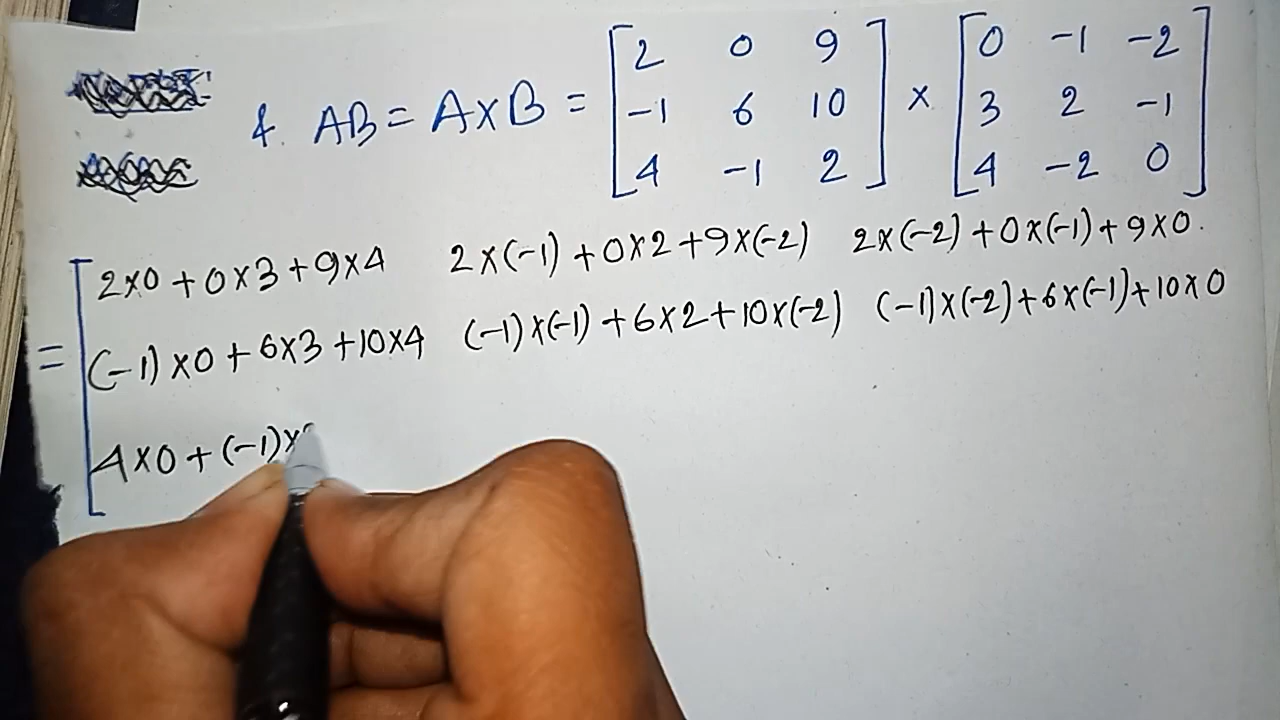 &. AB = A×B = [2 0 9 -1 6 10 4 -1 2] × [0 -1 -2 3 2 -1 4 -2 0]
= [2×0 + 0×3 + 9×4 2×(-1) + 0×2 + 9×(-2) 2×(-2) + 0×(-1) + 9×0.
(-1)×0 + 6×3 + 10×4 (-1)×(-1) + 6×2 + 10×(-2) (-1)×(-2) + 6×(-1) + 10×0
4×0 + (-1)×